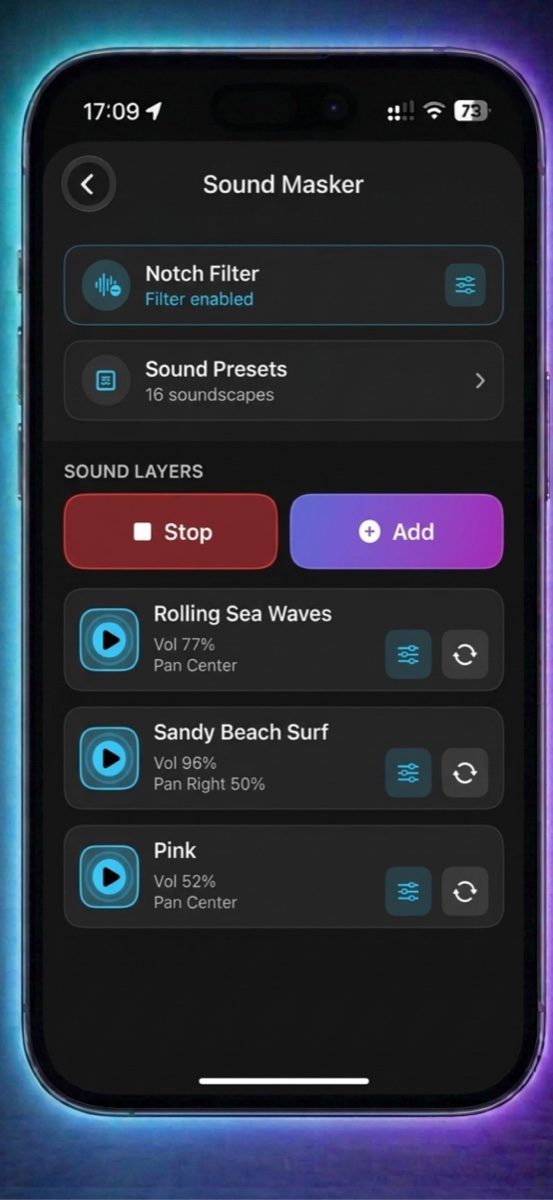 17:09
73
Sound Masker
Notch Filter
Filter enabled
Sound Presets
16 soundscapes
SOUND LAYERS
Stop
Add
Rolling Sea Waves
Vol 77%
Pan Center
Sandy Beach Surf
Vol 96%
Pan Right 50%
Pink
Vol 52%
Pan Center